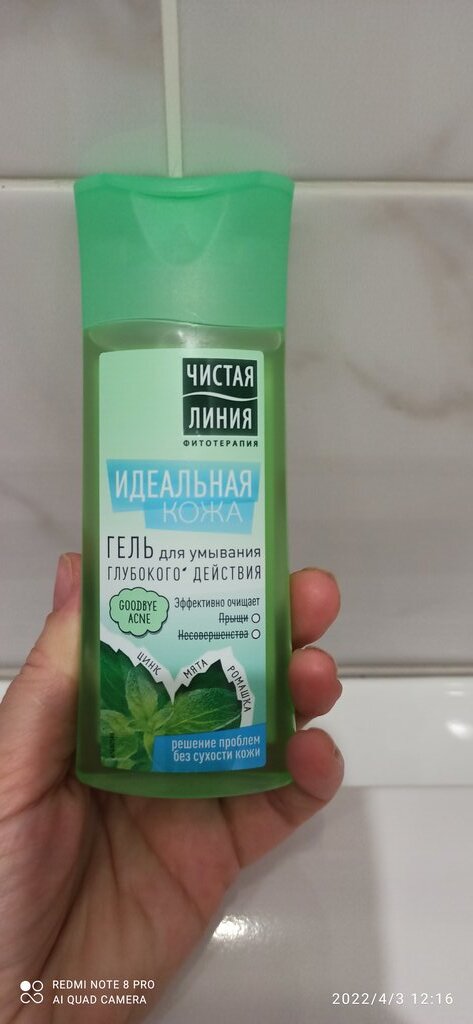 ЧИСТАЯ
ЛИНИЯ
ФИТОТЕРАПИЯ
ИДЕАЛЬНАЯ
КОЖА
ГЕЛЬ для умывания
ГЛУБОКОГО* ДЕЙСТВИЯ
GOODBYE
ACNE
Эффективно очищает
Прыщи
Несовершенства
ЦИНК
МЯТА
РОМАШКА
решение проблем
без сухости кожи
REDMI NOTE 8 PRO
AI QUAD CAMERA
2022/4/3 12:16